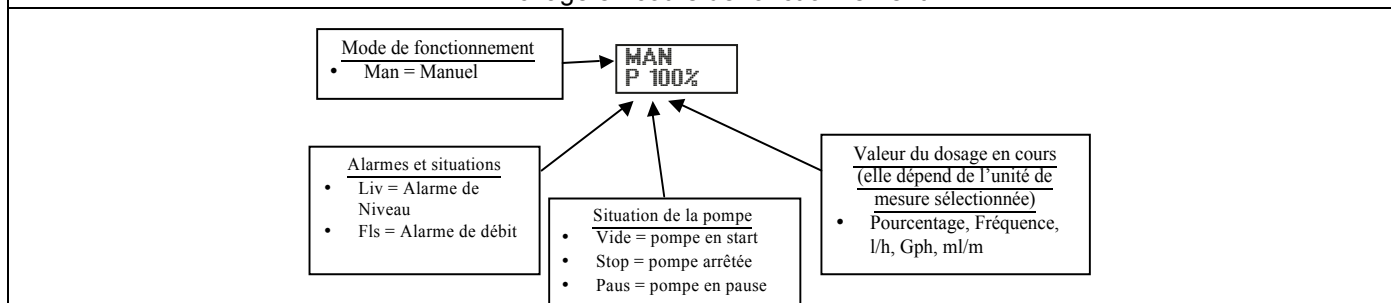 Mode de fonctionnement
• Man = Manuel
MAN
P 100%
Alarmes et situations
• Liv = Alarme de
Niveau
• Fls = Alarme de débit
Situation de la pompe
• Vide = pompe en start
• Stop = pompe arrêtée
• Paus = pompe en pause
Valeur du dosage en cours
(elle dépend de l’unité de
mesure sélectionnée)
• Pourcentage, Fréquence,
l/h, Gph, ml/m